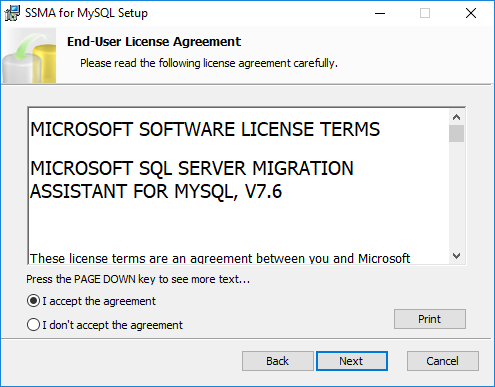 SSMA for MySQL Setup
End-User License Agreement
Please read the following license agreement carefully.
MICROSOFT SOFTWARE LICENSE TERMS
MICROSOFT SQL SERVER MIGRATION
ASSISTANT FOR MYSQL, V7.6
These license terms are an agreement between you and Microsoft
Press the PAGE DOWN key to see more text...
I accept the agreement
I don't accept the agreement
Print
Back
Next
Cancel